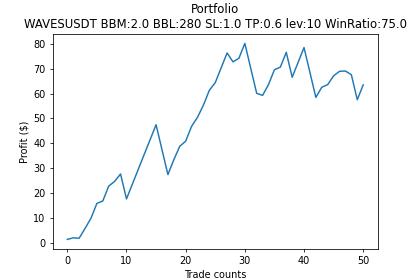 Portfolio
WAVESUSDT BBM:2.0 BBL:280 SL:1.0 TP:0.6 lev:10 WinRatio:75.0
80
70
60
50
40
30
20
10
0
Profit ($)
0 10 20 30 40 50
Trade counts